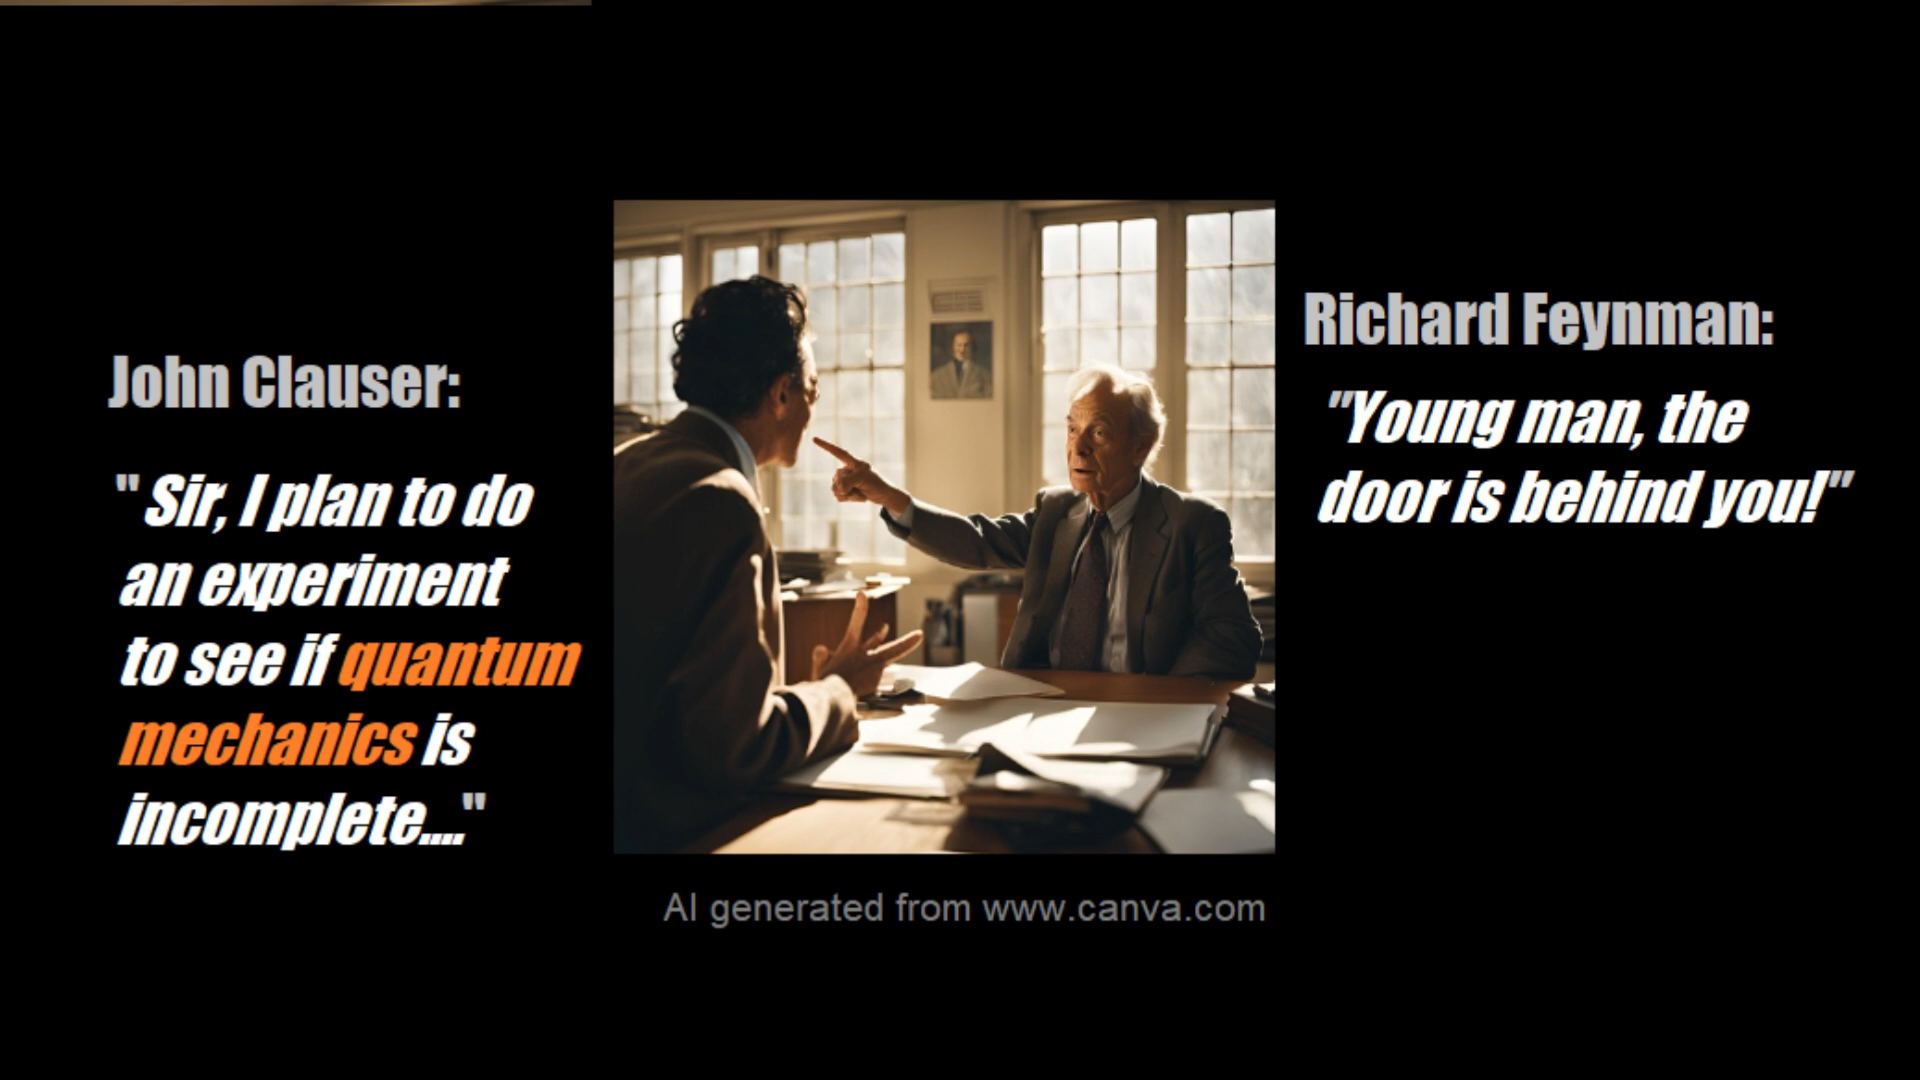 John Clauser:
" Sir, I plan to do
an experiment
to see if quantum
mechanics is
incomplete...."
Richard Feynman:
"Young man, the
door is behind you!"
AI generated from www.canva.com